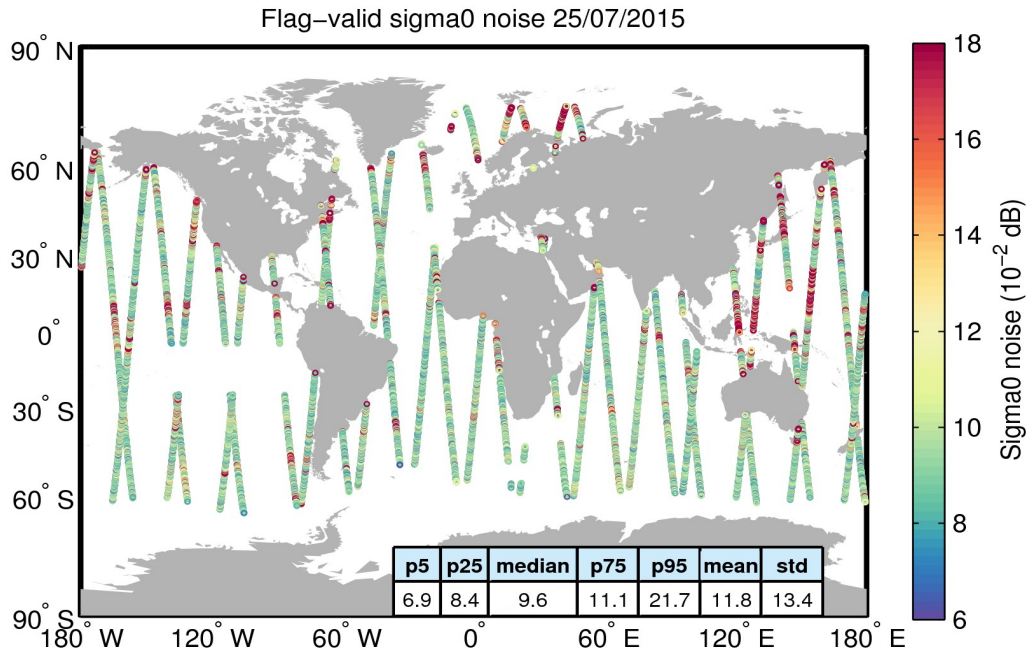 Flag−valid sigma0 noise 25/07/2015
90° N
60° N
30° N
0°
30° S
60° S
90° S
180° W
120° W
60° W
0°
60° E
120° E
180° E
p5 p25 median p75 p95 mean std
6.9 8.4 9.6 11.1 21.7 11.8 13.4
18
16
14
12
10
8
6
Sigma0 noise (10⁻² dB)